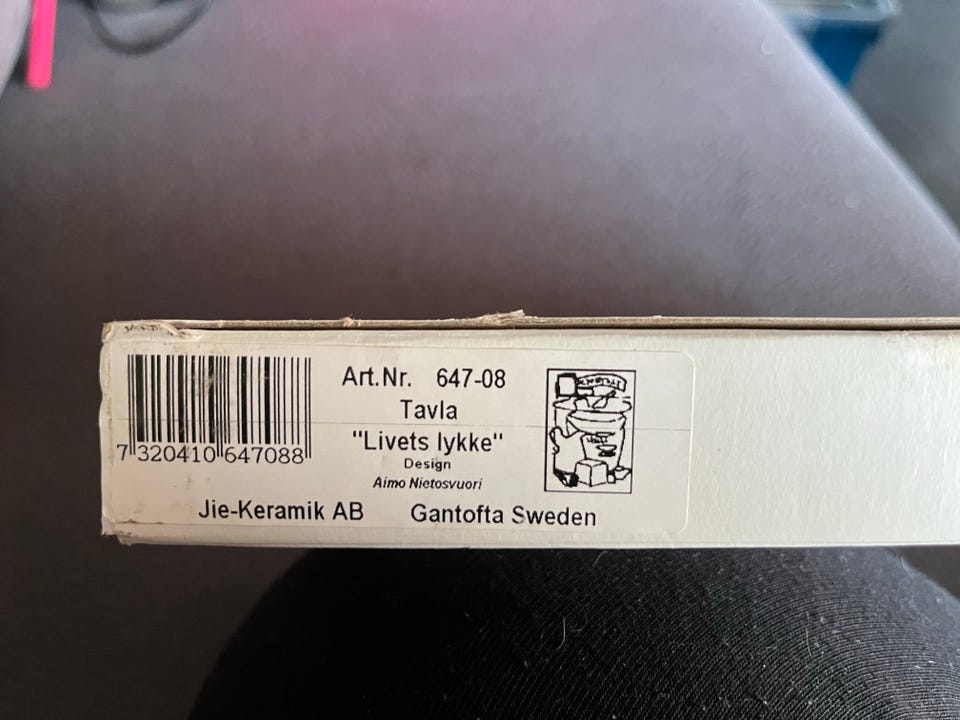 Art.Nr. 647-08
Tavla
"Livets lykke"
Design
Aimo Nietosvuori
7 320410 647088
Jie-Keramik AB Gantofta Sweden